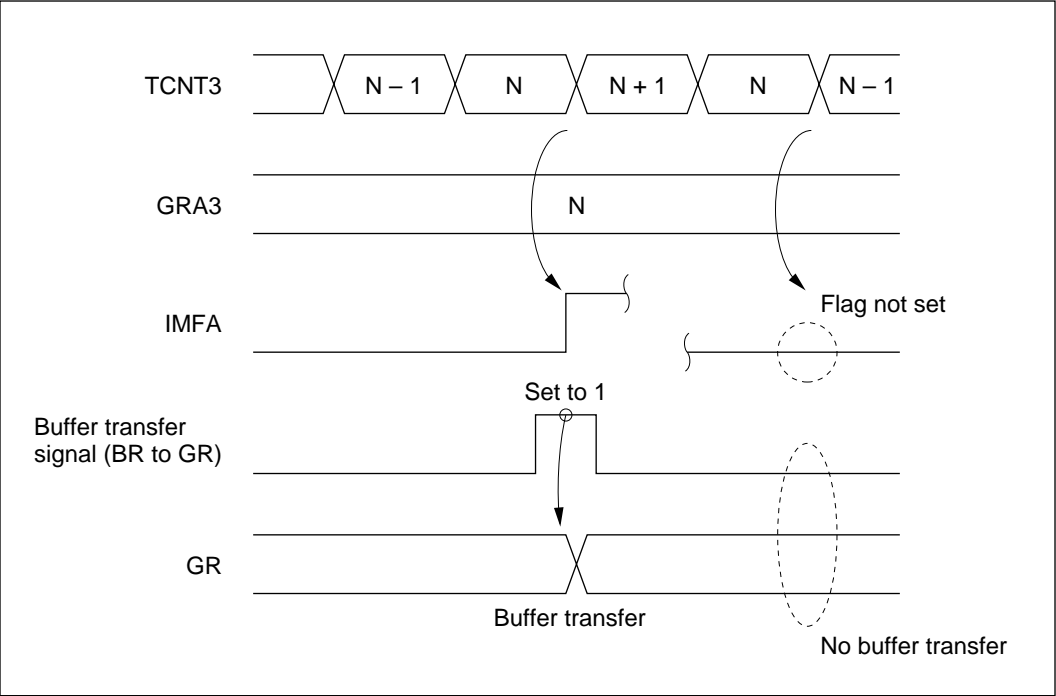 TCNT3
N – 1
N
N + 1
N
N – 1
GRA3
N
IMFA
Flag not set
Set to 1
Buffer transfer
signal (BR to GR)
GR
Buffer transfer
No buffer transfer